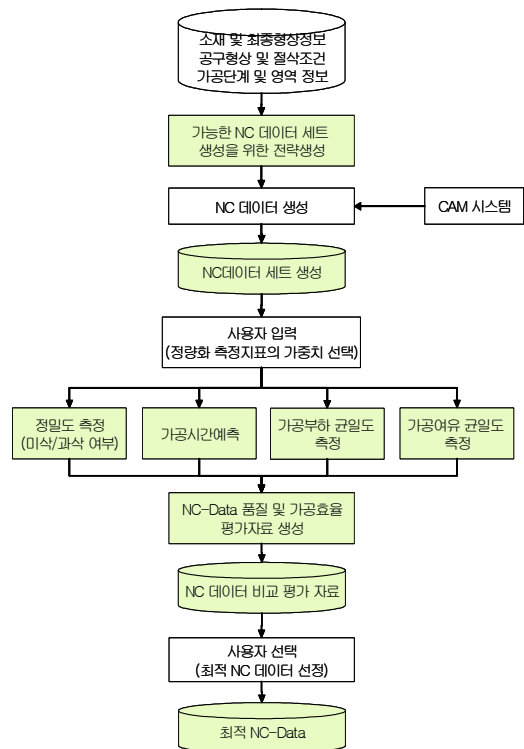 소재 및 최종형상정보
공구형상 및 절삭조건
가공단계 및 영역 정보
가능한 NC 데이터 세트
생성을 위한 전략생성
NC 데이터 생성
CAM 시스템
NC데이터 세트 생성
사용자 입력
(정량화 측정지표의 가중치 선택)
정밀도 측정
(미삭/과삭 여부)
가공시간예측
가공부하 균일도
측정
가공여유 균일도
측정
NC-Data 품질 및 가공효율
평가자료 생성
NC 데이터 비교 평가 자료
사용자 선택
(최적 NC 데이터 선정)
최적 NC-Data